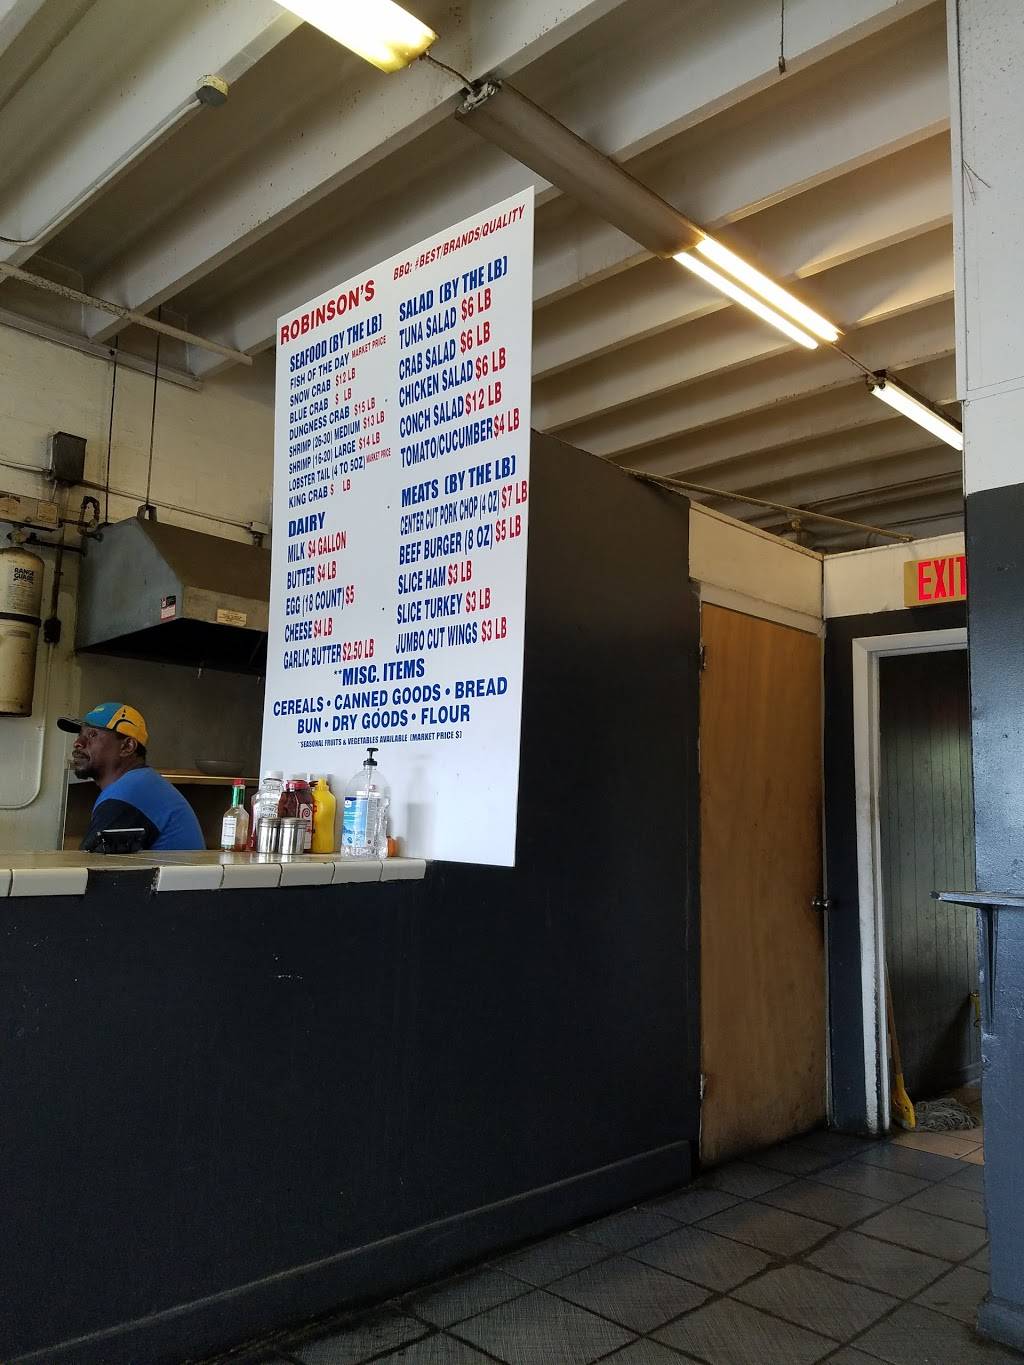 ROBINSON'S
BBQ: #BEST/BRANDS/QUALITY
SEAFOOD (BY THE LB)
FISH OF THE DAY MARKET PRICE
SNOW CRAB $12 LB
BLUE CRAB $ LB
DUNGNESS CRAB $15 LB
SHRIMP (26-30) MEDIUM $13 LB
SHRIMP (16-20) LARGE $14 LB
LOBSTER TAIL (4 TO 5OZ) MARKET PRICE
KING CRAB $ LB
DAIRY
MILK $4 GALLON
BUTTER $4 LB
EGG (18 COUNT) $5
CHEESE $4 LB
GARLIC BUTTER $2.50 LB
SALAD (BY THE LB)
TUNA SALAD $6 LB
CRAB SALAD $6 LB
CHICKEN SALAD $6 LB
CONCH SALAD $12 LB
TOMATO/CUCUMBER $4 LB
MEATS (BY THE LB)
CENTER CUT PORK CHOP (4 OZ) $7 LB
BEEF BURGER (8 OZ) $5 LB
SLICE HAM $3 LB
SLICE TURKEY $3 LB
JUMBO CUT WINGS $3 LB
**MISC. ITEMS
CEREALS • CANNED GOODS • BREAD
BUN • DRY GOODS • FLOUR
*SEASONAL FRUITS & VEGETABLES AVAILABLE (MARKET PRICE $)
EXIT
RANGE
GUARD